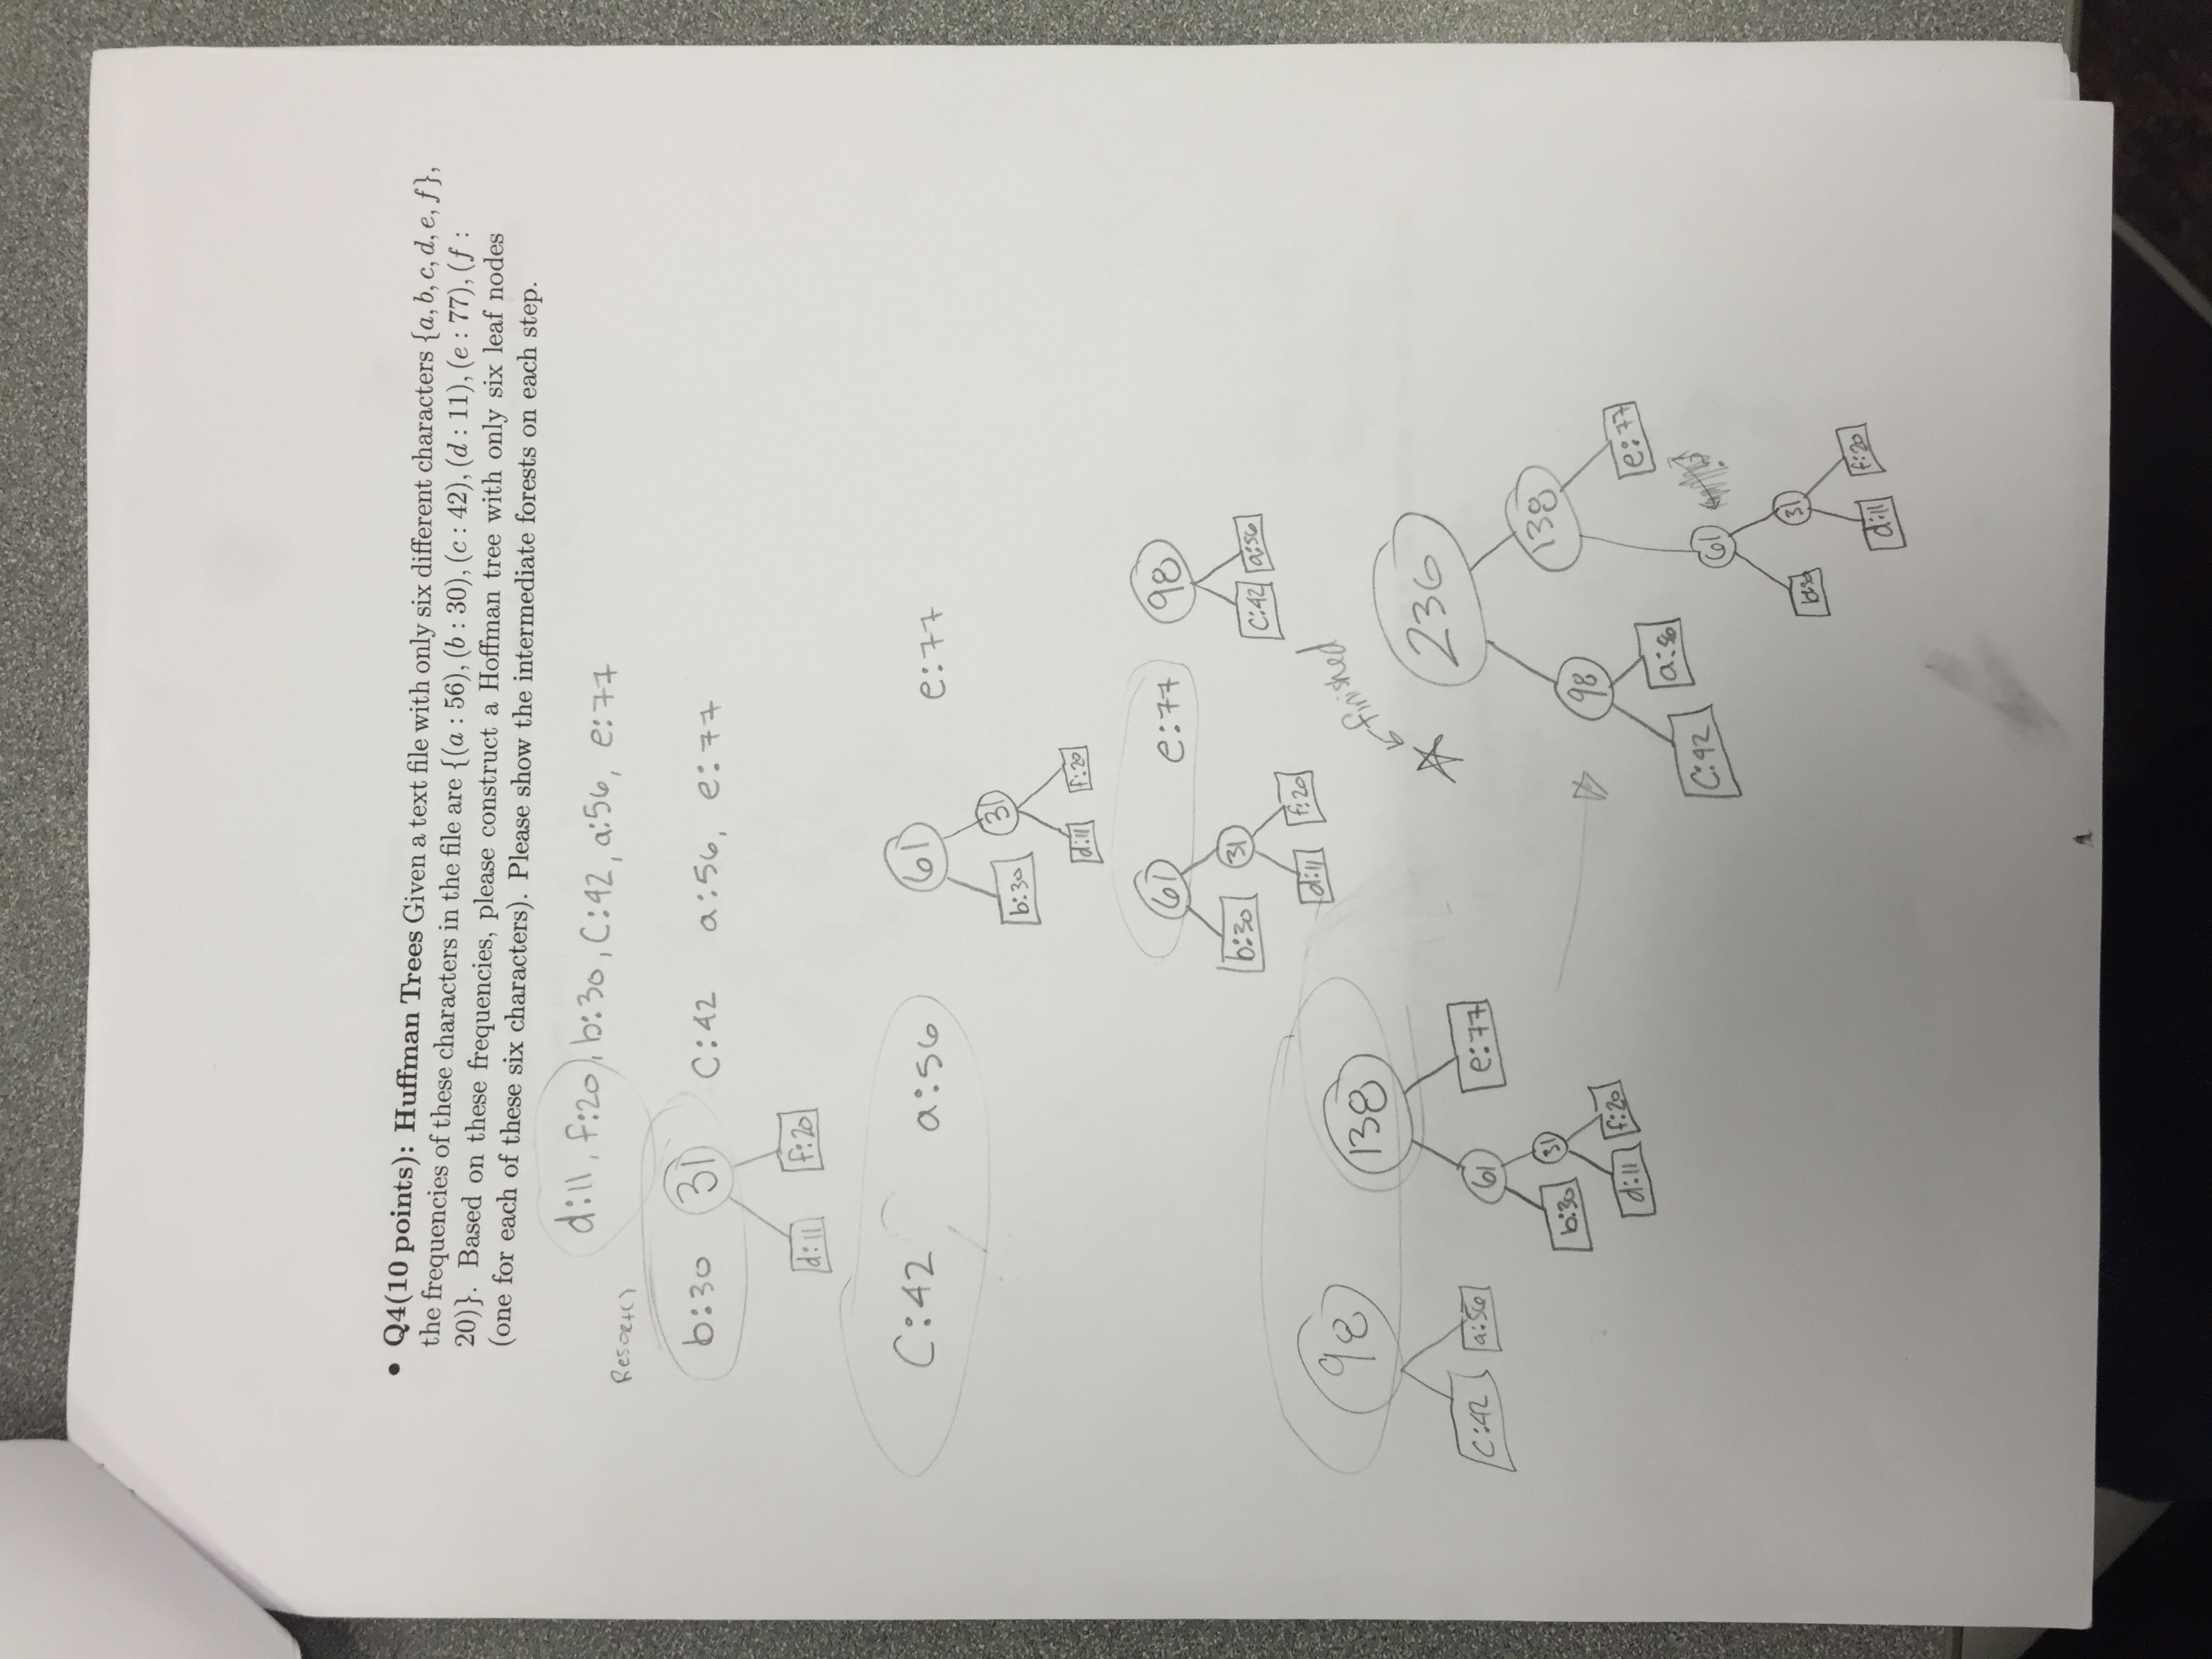 • Q4(10 points): Huffman Trees Given a text file with only six different characters {a, b, c, d, e, f},
the frequencies of these characters in the file are {(a : 56), (b : 30), (c : 42), (d : 11), (e : 77), (f :
20)}. Based on these frequencies, please construct a Hoffman tree with only six leaf nodes
(one for each of these six characters). Please show the intermediate forests on each step.
d:11, f:20, b:30, C:42, a:56, e:77
Resort()
b:30 31 C:42 a:56, e:77
d:11 f:20
C:42 a:56 61 e:77
b:30 31
d:11 f:20
61 e:77 98
b:30 31 C:42 a:56
d:11 f:20
98 138
C:42 a:56 61 e:77
b:30 31
d:11 f:20
finished
236
98 138
C:42 a:56 e:77
61
b:30 31
d:11 f:20